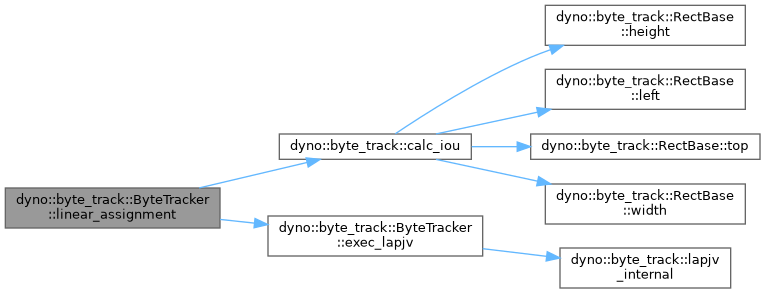 dyno::byte_track::ByteTracker
::linear_assignment
dyno::byte_track::calc_iou
dyno::byte_track::RectBase
::height
dyno::byte_track::RectBase
::left
dyno::byte_track::RectBase::top
dyno::byte_track::RectBase
::width
dyno::byte_track::ByteTracker
::exec_lapjv
dyno::byte_track::lapjv
_internal